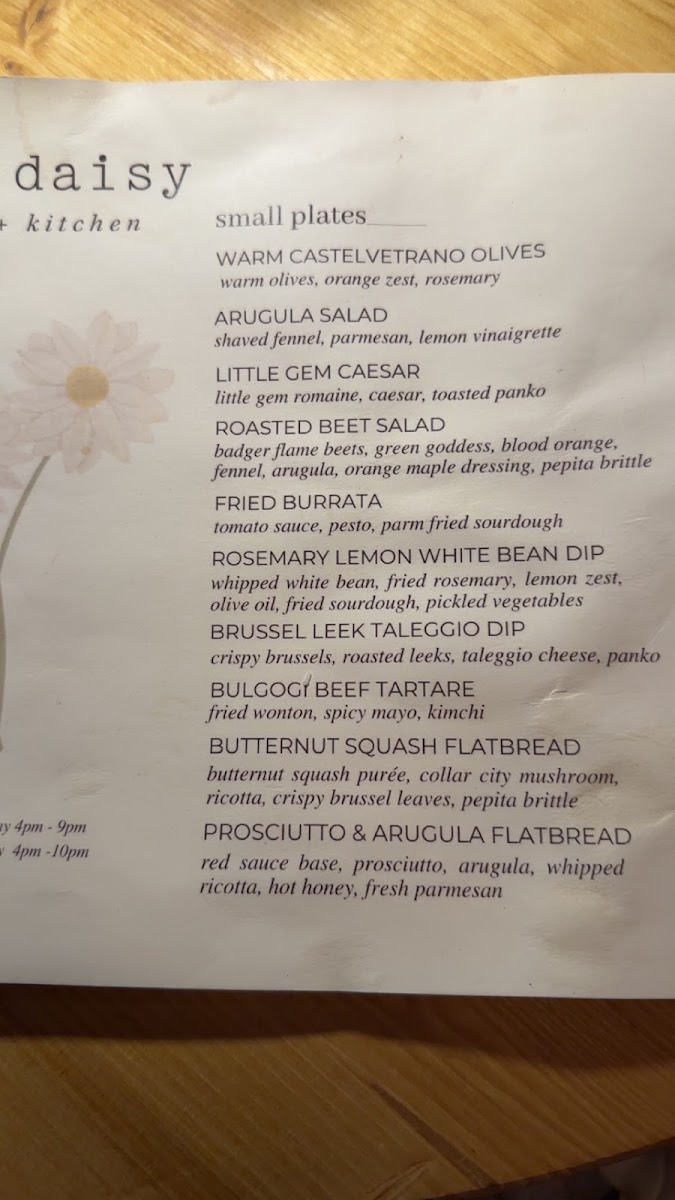 daisy
+ kitchen
small plates
WARM CASTELVETRANO OLIVES
warm olives, orange zest, rosemary
ARUGULA SALAD
shaved fennel, parmesan, lemon vinaigrette
LITTLE GEM CAESAR
little gem romaine, caesar, toasted panko
ROASTED BEET SALAD
badger flame beets, green goddess, blood orange,
fennel, arugula, orange maple dressing, pepita brittle
FRIED BURRATA
tomato sauce, pesto, parm fried sourdough
ROSEMARY LEMON WHITE BEAN DIP
whipped white bean, fried rosemary, lemon zest,
olive oil, fried sourdough, pickled vegetables
BRUSSEL LEEK TALEGGIO DIP
crispy brussels, roasted leeks, taleggio cheese, panko
BULGOGI BEEF TARTARE
fried wonton, spicy mayo, kimchi
BUTTERNUT SQUASH FLATBREAD
butternut squash purée, collar city mushroom,
ricotta, crispy brussel leaves, pepita brittle
PROSCIUTTO & ARUGULA FLATBREAD
red sauce base, prosciutto, arugula, whipped
ricotta, hot honey, fresh parmesan
4pm - 9pm
4pm -10pm